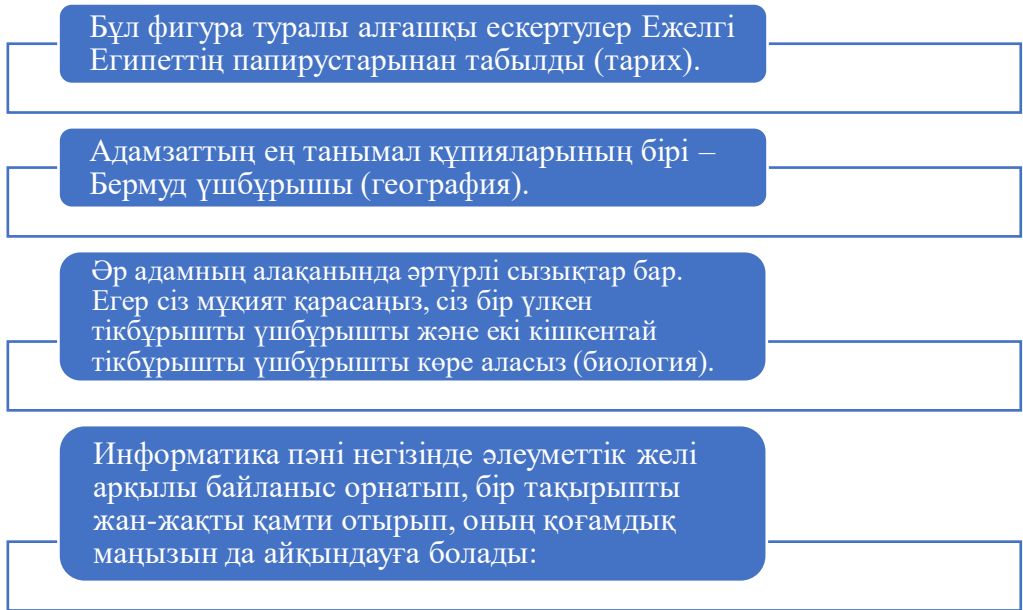 Бұл фигура туралы алғашқы ескертулер Ежелгі
Египеттің папирустарынан табылды (тарих).
Адамзаттың ең танымал құпияларының бірі –
Бермуд үшбұрышы (география).
Әр адамның алақанында әртүрлі сызықтар бар.
Егер сіз мұқият қарасаңыз, сіз бір үлкен
тікбұрышты үшбұрышты және екі кішкентай
тікбұрышты үшбұрышты көре аласыз (биология).
Информатика пәні негізінде әлеуметтік желі
арқылы байланыс орнатып, бір тақырыпты
жан-жақты қамти отырып, оның қоғамдық
маңызын да айқындауға болады: